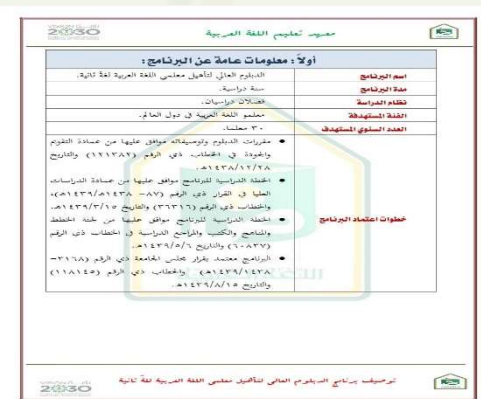 معهد تعليم اللغة العربية
2030
أولاً : معلومات عامة عن البرنامج :
اسم البرنامج
الدبلوم العالي لتأهيل معلمي اللغة العربية لغة ثانية.
مدة البرنامج
سنة دراسية.
نظام الدراسة
فصلان دراسيان.
الفئة المستهدفة
معلمو اللغة العربية في دول العالم.
العدد السنوي المستهدف
٣٠ معلما.
خطوات اعتماد البرنامج
• مقررات الدبلوم وتوصيفاته موافق عليها من عمادة التقويم
والجودة في الخطاب ذي الرقم (١٢١٣٨٢) والتاريخ
١٤٣٨/١٢/٢٨
• الخطة الدراسية للبرنامج موافق عليها من عمادة الدراسات
العليا في القرار ذي الرقم (٨٧– ١٤٣٨/١٤٣٩هـ)،
والخطاب ذي الرقم (٣٦٣١٦) والتاريخ ١٤٣٩/٣/١٥هـ.
• الخطة الدراسية للبرنامج موافق عليها من لجنة الخطط
والمناهج والكتب والمراجع الدراسية في الخطاب ذي الرقم
(٦٠٨٣٧) والتاريخ ١٤٣٩/٥/٦هـ.
• البرنامج معتمد بقرار مجلس الجامعة ذي الرقم (٣١٦٨–
١٤٣٩/١٤٣٨هـ) والخطاب ذي الرقم (١١٨١٤٥)
والتاريخ ١٤٣٩/٨/١٥هـ.
توصيف برنامج الدبلوم العالي لتأهيل معلمي اللغة العربية لغة ثانية
2030